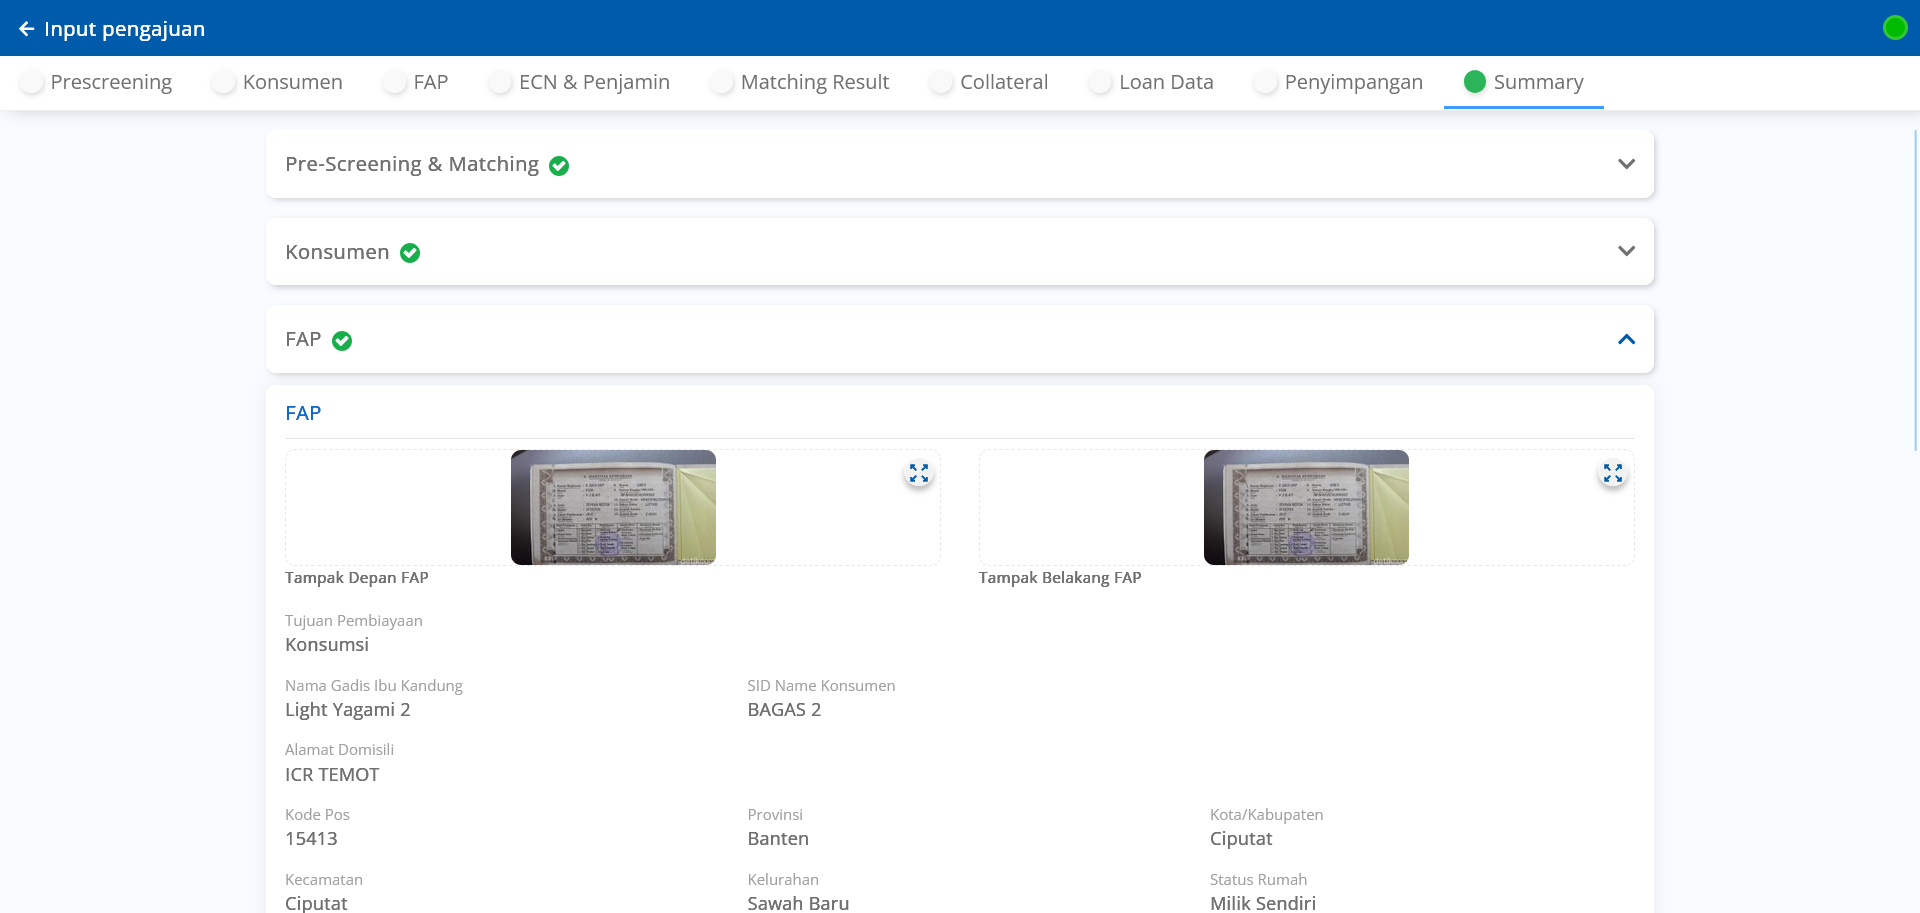 Input pengajuan
Prescreening
Konsumen
FAP
ECN & Penjamin
Matching Result
Collateral
Loan Data
Penyimpangan
Summary
Pre-Screening & Matching
Konsumen
FAP
FAP
Tampak Depan FAP
Tampak Belakang FAP
Tujuan Pembiayaan
Konsumsi
Nama Gadis Ibu Kandung
SID Name Konsumen
Light Yagami 2
BAGAS 2
Alamat Domisili
ICR TEMOT
Kode Pos
Provinsi
Kota/Kabupaten
15413
Banten
Ciputat
Kecamatan
Kelurahan
Status Rumah
Ciputat
Sawah Baru
Milik Sendiri